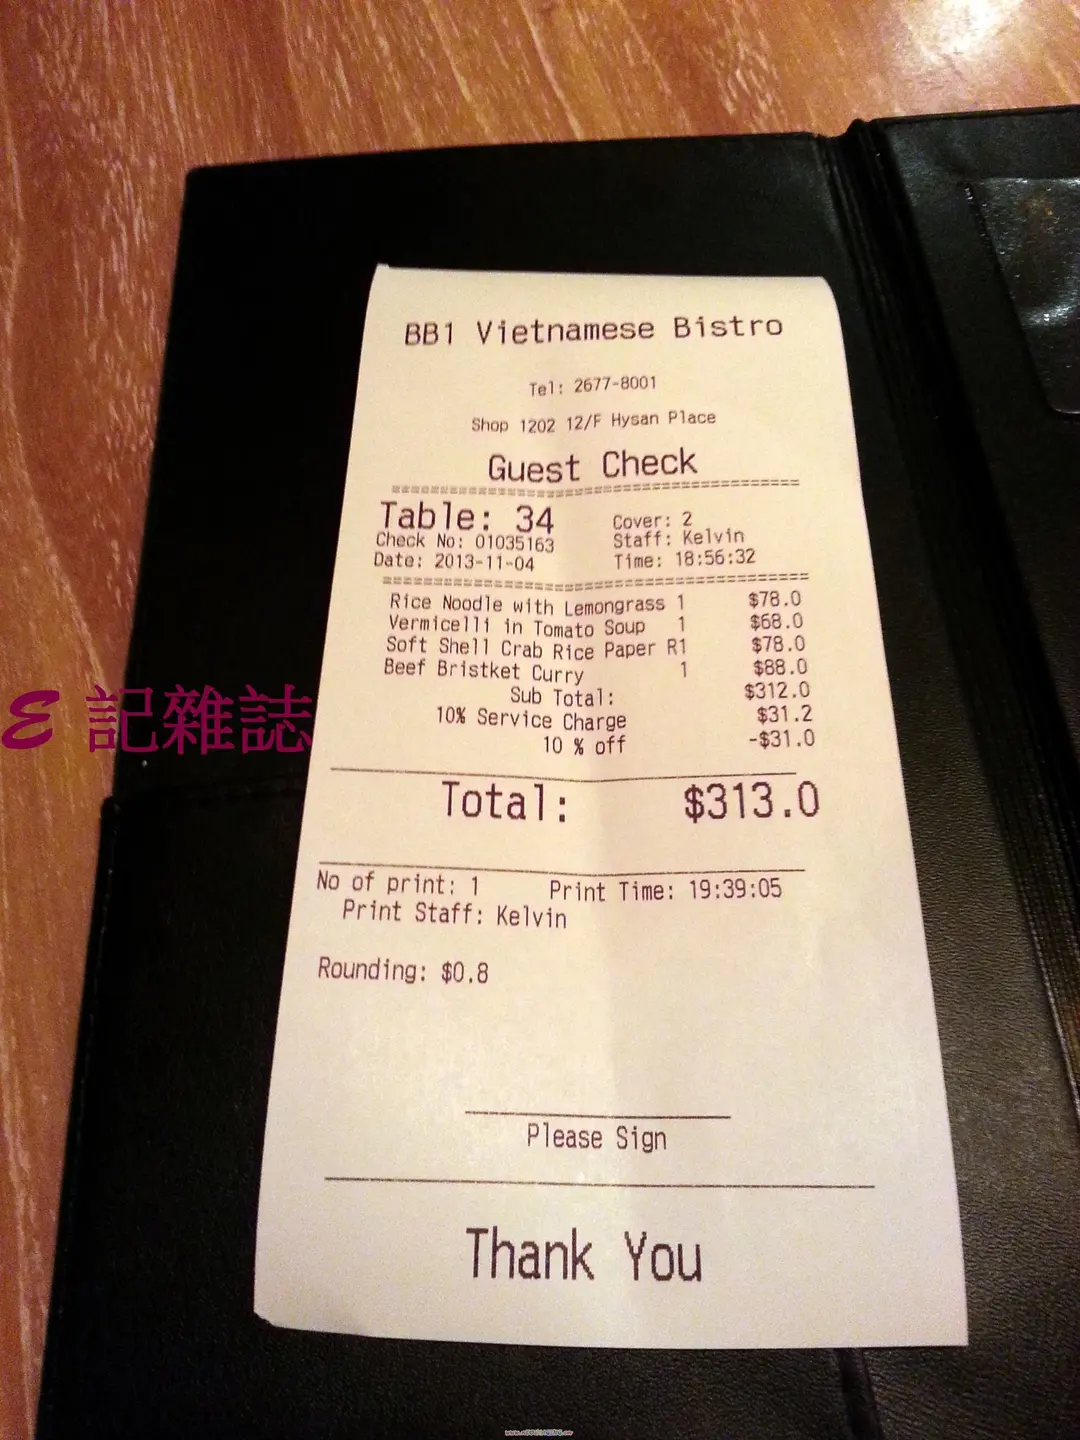 BB1 Vietnamese Bistro
Tel: 2677-8001
Shop 1202 12/F Hysan Place
Guest Check
=========================================
Table: 34 Cover: 2
Check No: 01035163 Staff: Kelvin
Date: 2013-11-04 Time: 18:56:32
=========================================
Rice Noodle with Lemongrass 1 $78.0
Vermicelli in Tomato Soup 1 $68.0
Soft Shell Crab Rice Paper R1 $78.0
Beef Bristket Curry 1 $88.0
Sub Total: $312.0
10% Service Charge $31.2
10 % off -$31.0
Total: $313.0
No of print: 1 Print Time: 19:39:05
Print Staff: Kelvin
Rounding: $0.8
Please Sign
Thank You
E 記雜誌